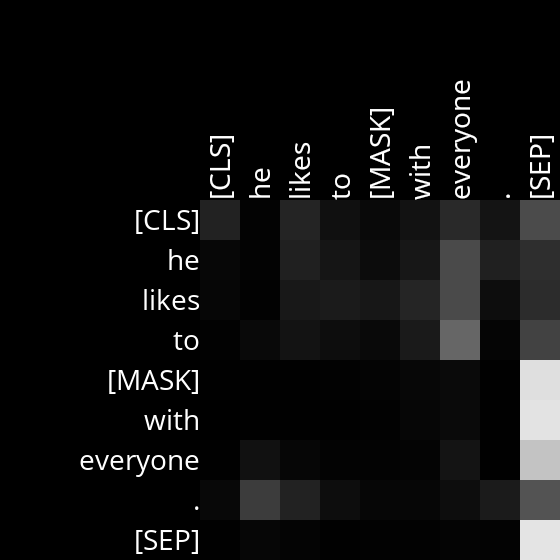 [CLS] he likes to [MASK] with everyone . [SEP]
[CLS]
he
likes
to
[MASK]
with
everyone
.
[SEP]